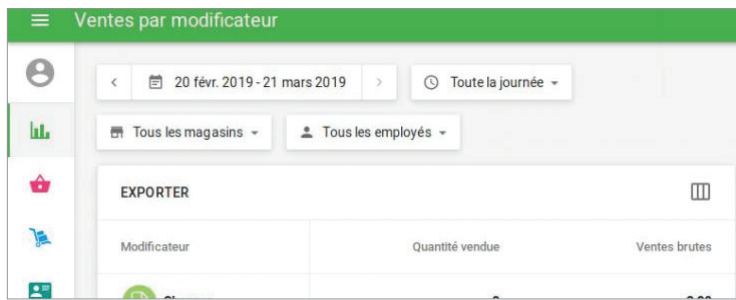 Ventes par modificateur
20 févr. 2019 - 21 mars 2019 Toute la journée
Tous les magasins Tous les employés
EXPORTER
Modificateur Quantité vendue Ventes brutes